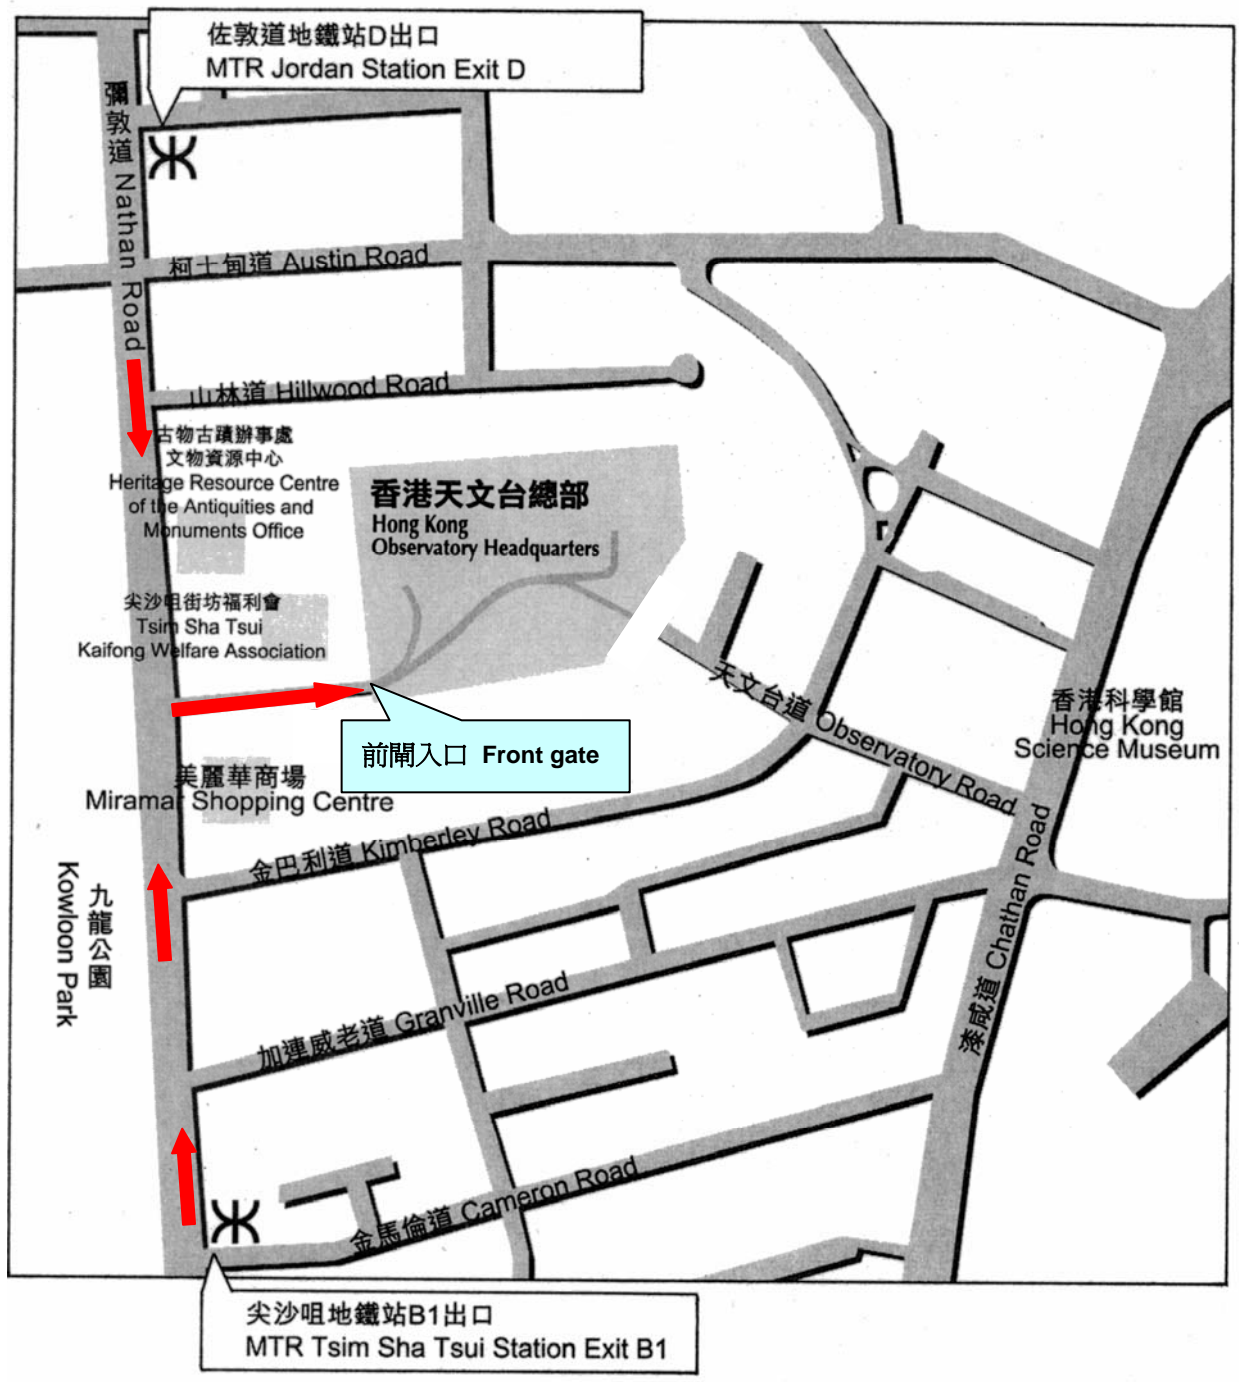 佐敦道地鐵站D出口
MTR Jordan Station Exit D
彌敦道 Nathan Road
柯士甸道 Austin Road
山林道 Hillwood Road
古物古蹟辦事處
文物資源中心
Heritage Resource Centre
of the Antiquities and
Monuments Office
香港天文台總部
Hong Kong
Observatory Headquarters
尖沙咀街坊福利會
Tsim Sha Tsui
Kaifong Welfare Association
天文台道 Observatory Road
香港科學館
Hong Kong
Science Museum
前閘入口 Front gate
美麗華商場
Miramar Shopping Centre
金巴利道 Kimberley Road
九龍公園
Kowloon Park
加連威老道 Granville Road
漆咸道 Chathan Road
金馬倫道 Cameron Road
尖沙咀地鐵站B1出口
MTR Tsim Sha Tsui Station Exit B1